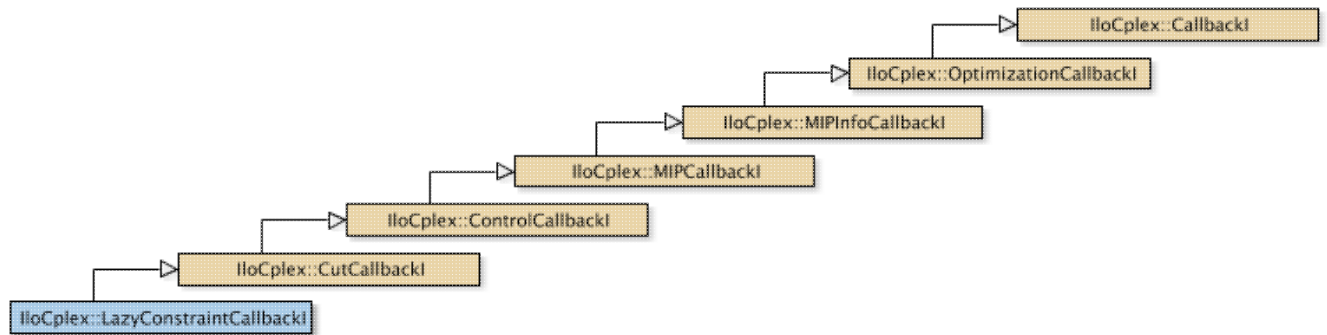 IloCplex::CallbackI
IloCplex::OptimizationCallbackI
IloCplex::MIPInfoCallbackI
IloCplex::MIPCallbackI
IloCplex::ControlCallbackI
IloCplex::CutCallbackI
IloCplex::LazyConstraintCallbackI